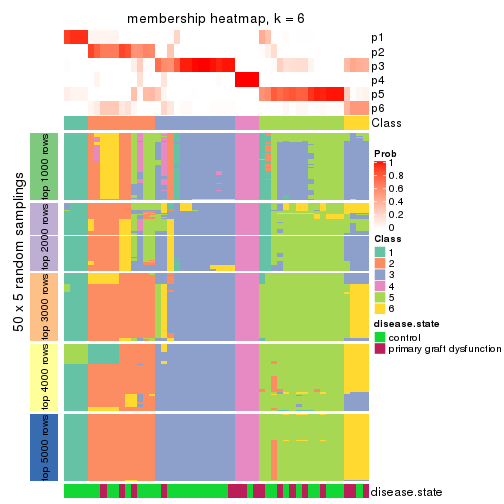 membership heatmap, k = 6
p1
p2
p3
p4
p5
p6
Class
50 x 5 random samplings
top 1000 rows
top 2000 rows
top 3000 rows
top 4000 rows
top 5000 rows
disease.state
Prob
1
0.8
0.6
0.4
0.2
0
Class
1
2
3
4
5
6
disease.state
control
primary graft dysfunction